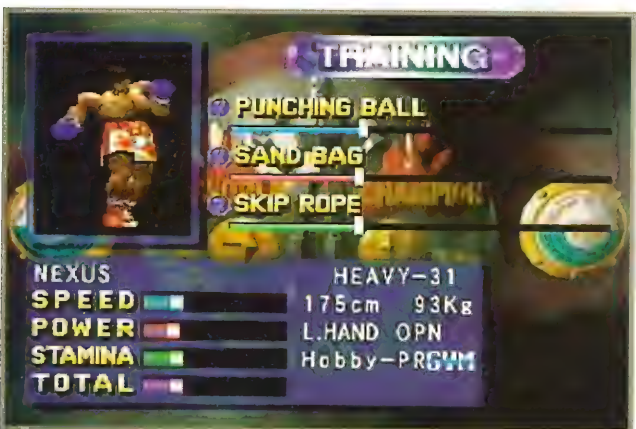 TRAINING
PUNCHING BALL
SAND BAG
SKIP ROPE
CHAMPION
NEXUS
HEAVY-31
SPEED
175cm 93Kg
POWER
L.HAND OPN
STAMINA
Hobby-PRGYM
TOTAL